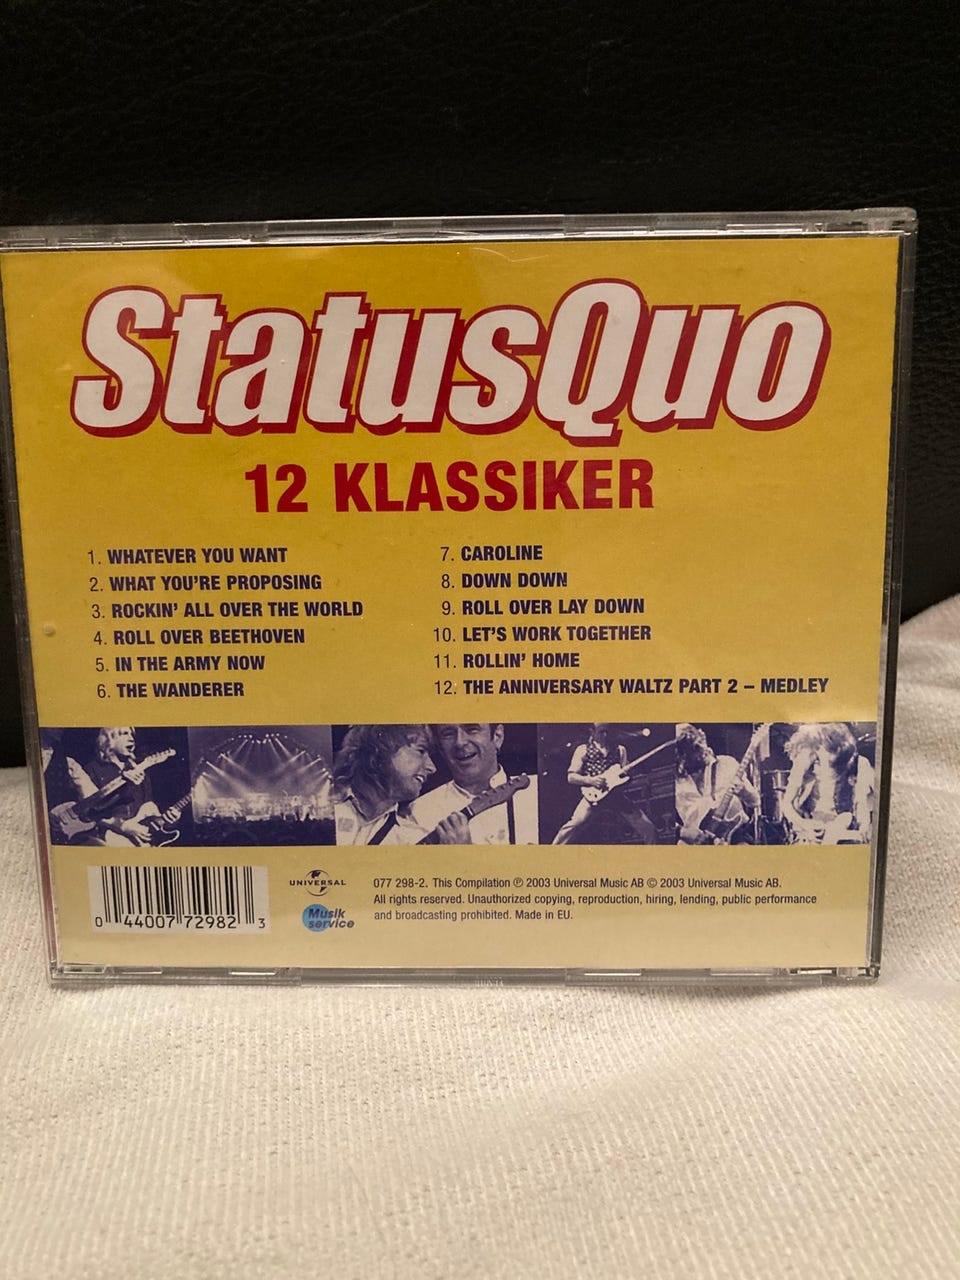 StatusQuo
12 KLASSIKER
1. WHATEVER YOU WANT
2. WHAT YOU'RE PROPOSING
3. ROCKIN' ALL OVER THE WORLD
4. ROLL OVER BEETHOVEN
5. IN THE ARMY NOW
6. THE WANDERER
7. CAROLINE
8. DOWN DOWN
9. ROLL OVER LAY DOWN
10. LET'S WORK TOGETHER
11. ROLLIN' HOME
12. THE ANNIVERSARY WALTZ PART 2 – MEDLEY
0 44007 72982 3
UNIVERSAL
Musik
service
077 298-2. This Compilation ℗ 2003 Universal Music AB © 2003 Universal Music AB.
All rights reserved. Unauthorized copying, reproduction, hiring, lending, public performance
and broadcasting prohibited. Made in EU.